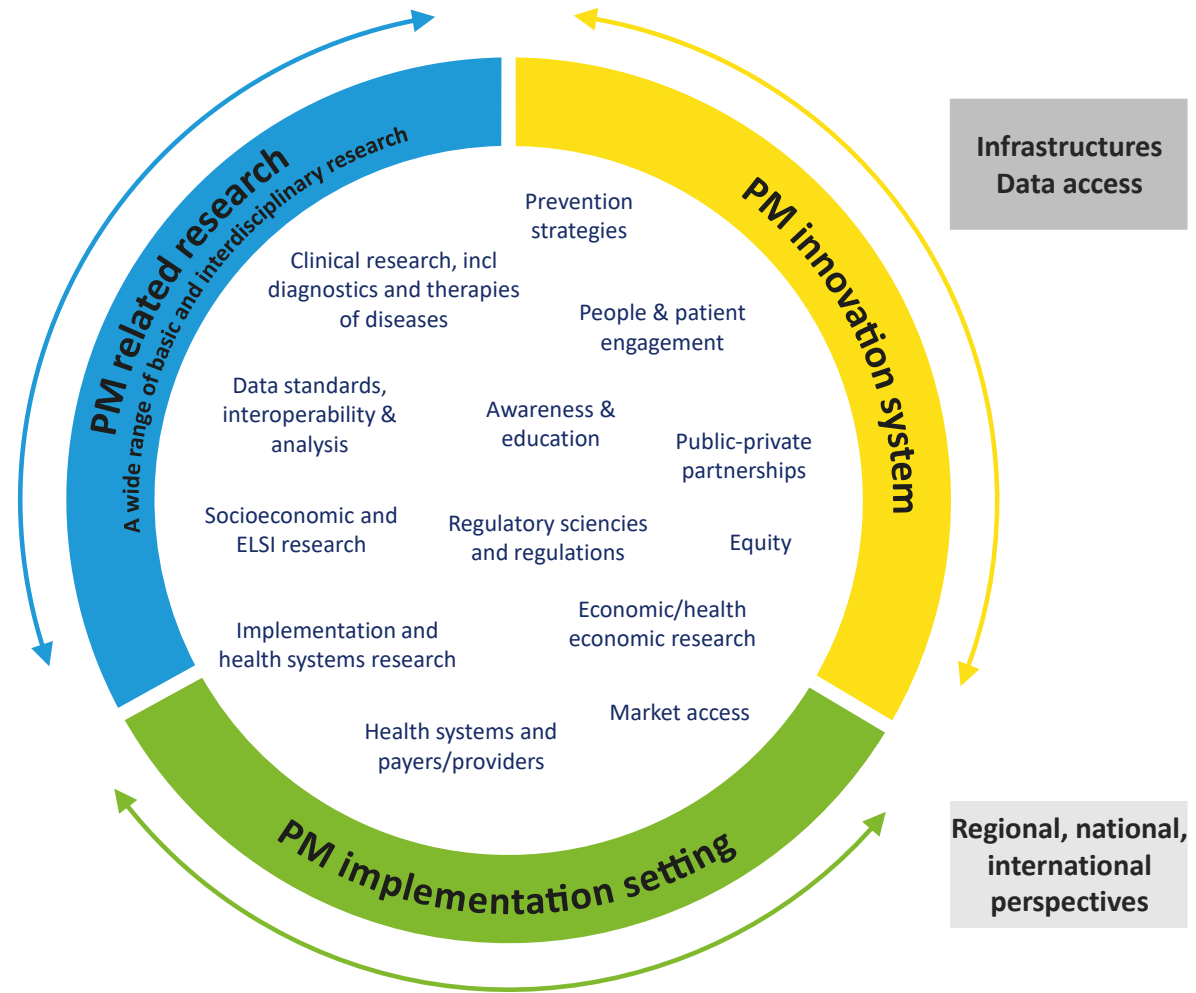 PM related research
A wide range of basic and interdisciplinary research
PM innovation system
PM implementation setting
Prevention
strategies
Clinical research, incl
diagnostics and therapies
of diseases
People & patient
engagement
Data standards,
interoperability &
analysis
Awareness &
education
Public-private
partnerships
Socioeconomic and
ELSI research
Regulatory sciencies
and regulations
Equity
Economic/health
economic research
Implementation and
health systems research
Market access
Health systems and
payers/providers
Infrastructures
Data access
Regional, national,
international
perspectives